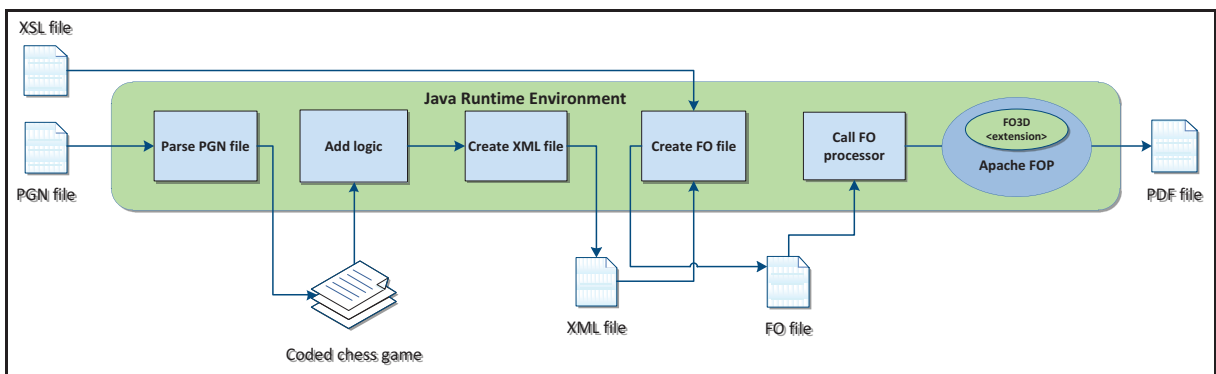 XSL file
Java Runtime Environment
PGN file
Parse PGN file
Add logic
Create XML file
Create FO file
Call FO
processor
FO3D
<extension>
Apache FOP
PDF file
Coded chess game
XML file
FO file